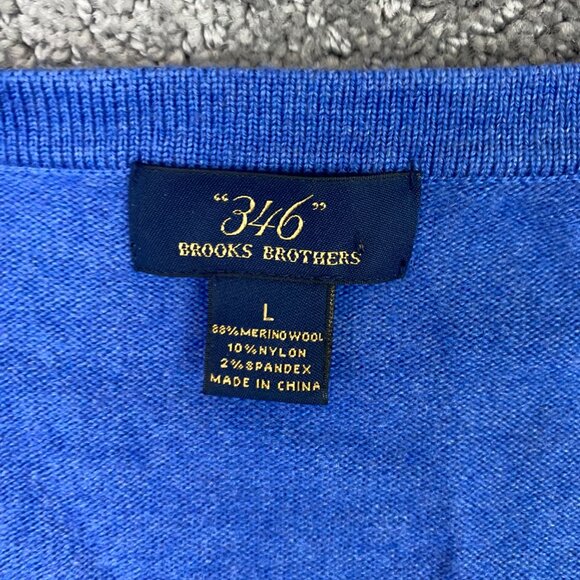 "346"
BROOKS BROTHERS
L
88% MERINO WOOL
10% NYLON
2% SPANDEX
MADE IN CHINA